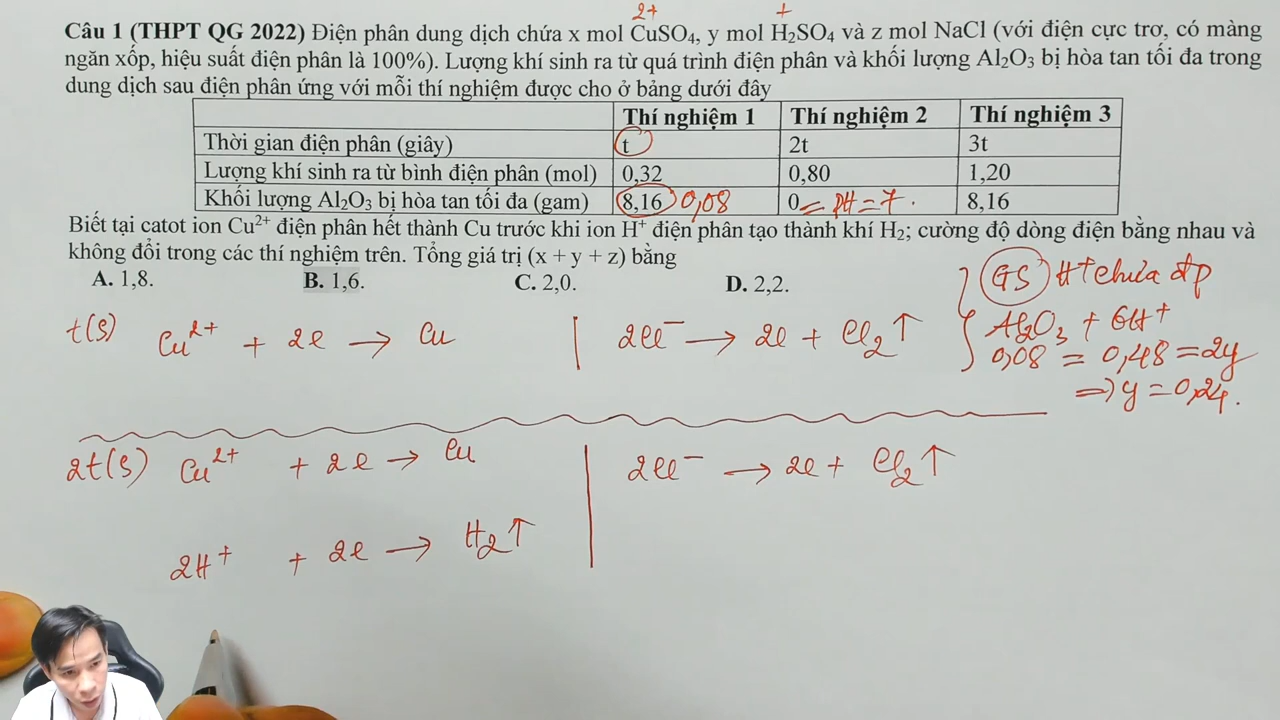 2+ +
Câu 1 (THPT QG 2022) Điện phân dung dịch chứa x mol CuSO₄, y mol H₂SO₄ và z mol NaCl (với điện cực trơ, có màng
ngăn xốp, hiệu suất điện phân là 100%). Lượng khí sinh ra từ quá trình điện phân và khối lượng Al₂O₃ bị hòa tan tối đa trong
dung dịch sau điện phân ứng với mỗi thí nghiệm được cho ở bảng dưới đây
Thí nghiệm 1 Thí nghiệm 2 Thí nghiệm 3
Thời gian điện phân (giây) t 2t 3t
Lượng khí sinh ra từ bình điện phân (mol) 0,32 0,80 1,20
Khối lượng Al₂O₃ bị hòa tan tối đa (gam) 8,16 0,08 0 = PH = 7. 8,16
Biết tại catot ion Cu²⁺ điện phân hết thành Cu trước khi ion H⁺ điện phân tạo thành khí H₂; cường độ dòng điện bằng nhau và
không đổi trong các thí nghiệm trên. Tổng giá trị (x + y + z) bằng
A. 1,8. B. 1,6. C. 2,0. D. 2,2.
GS H⁺ chưa đp
t(s) Cu²⁺ + 2e → Cu | 2Cl⁻ → 2e + Cl₂↑
Al₂O₃ + 6H⁺
0,08 = 0,48 = 2y
⇒ y = 0,24.
2t(s) Cu²⁺ + 2e → Cu | 2Cl⁻ → 2e + Cl₂↑
2H⁺ + 2e → H₂↑